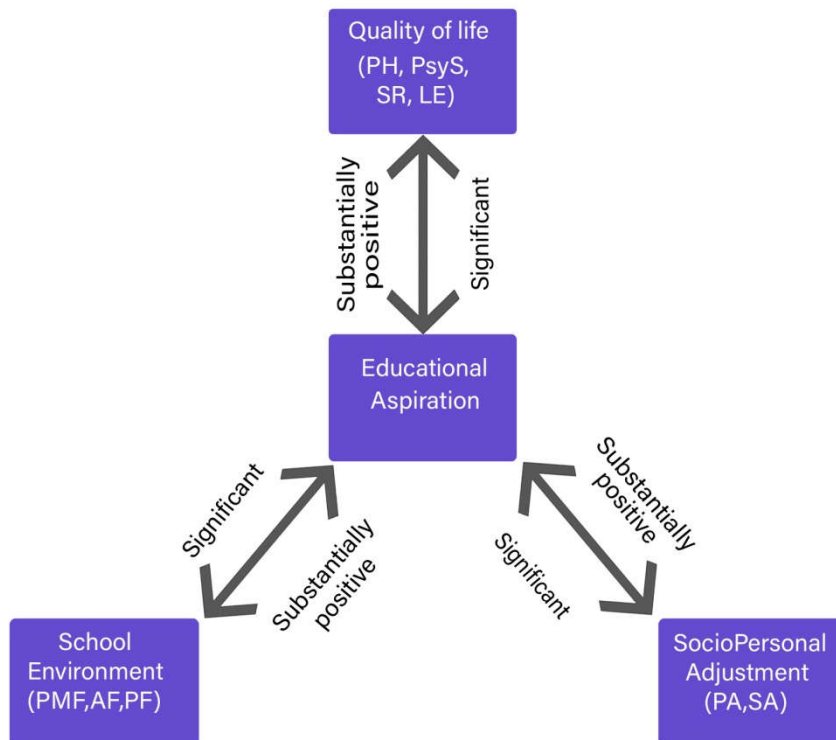 Quality of life
(PH, PsyS,
SR, LE)
Substantially
positive
Significant
Educational
Aspiration
Significant
Substantially
positive
Substantially
positive
Significant
School
Environment
(PMF,AF,PF)
SocioPersonal
Adjustment
(PA,SA)